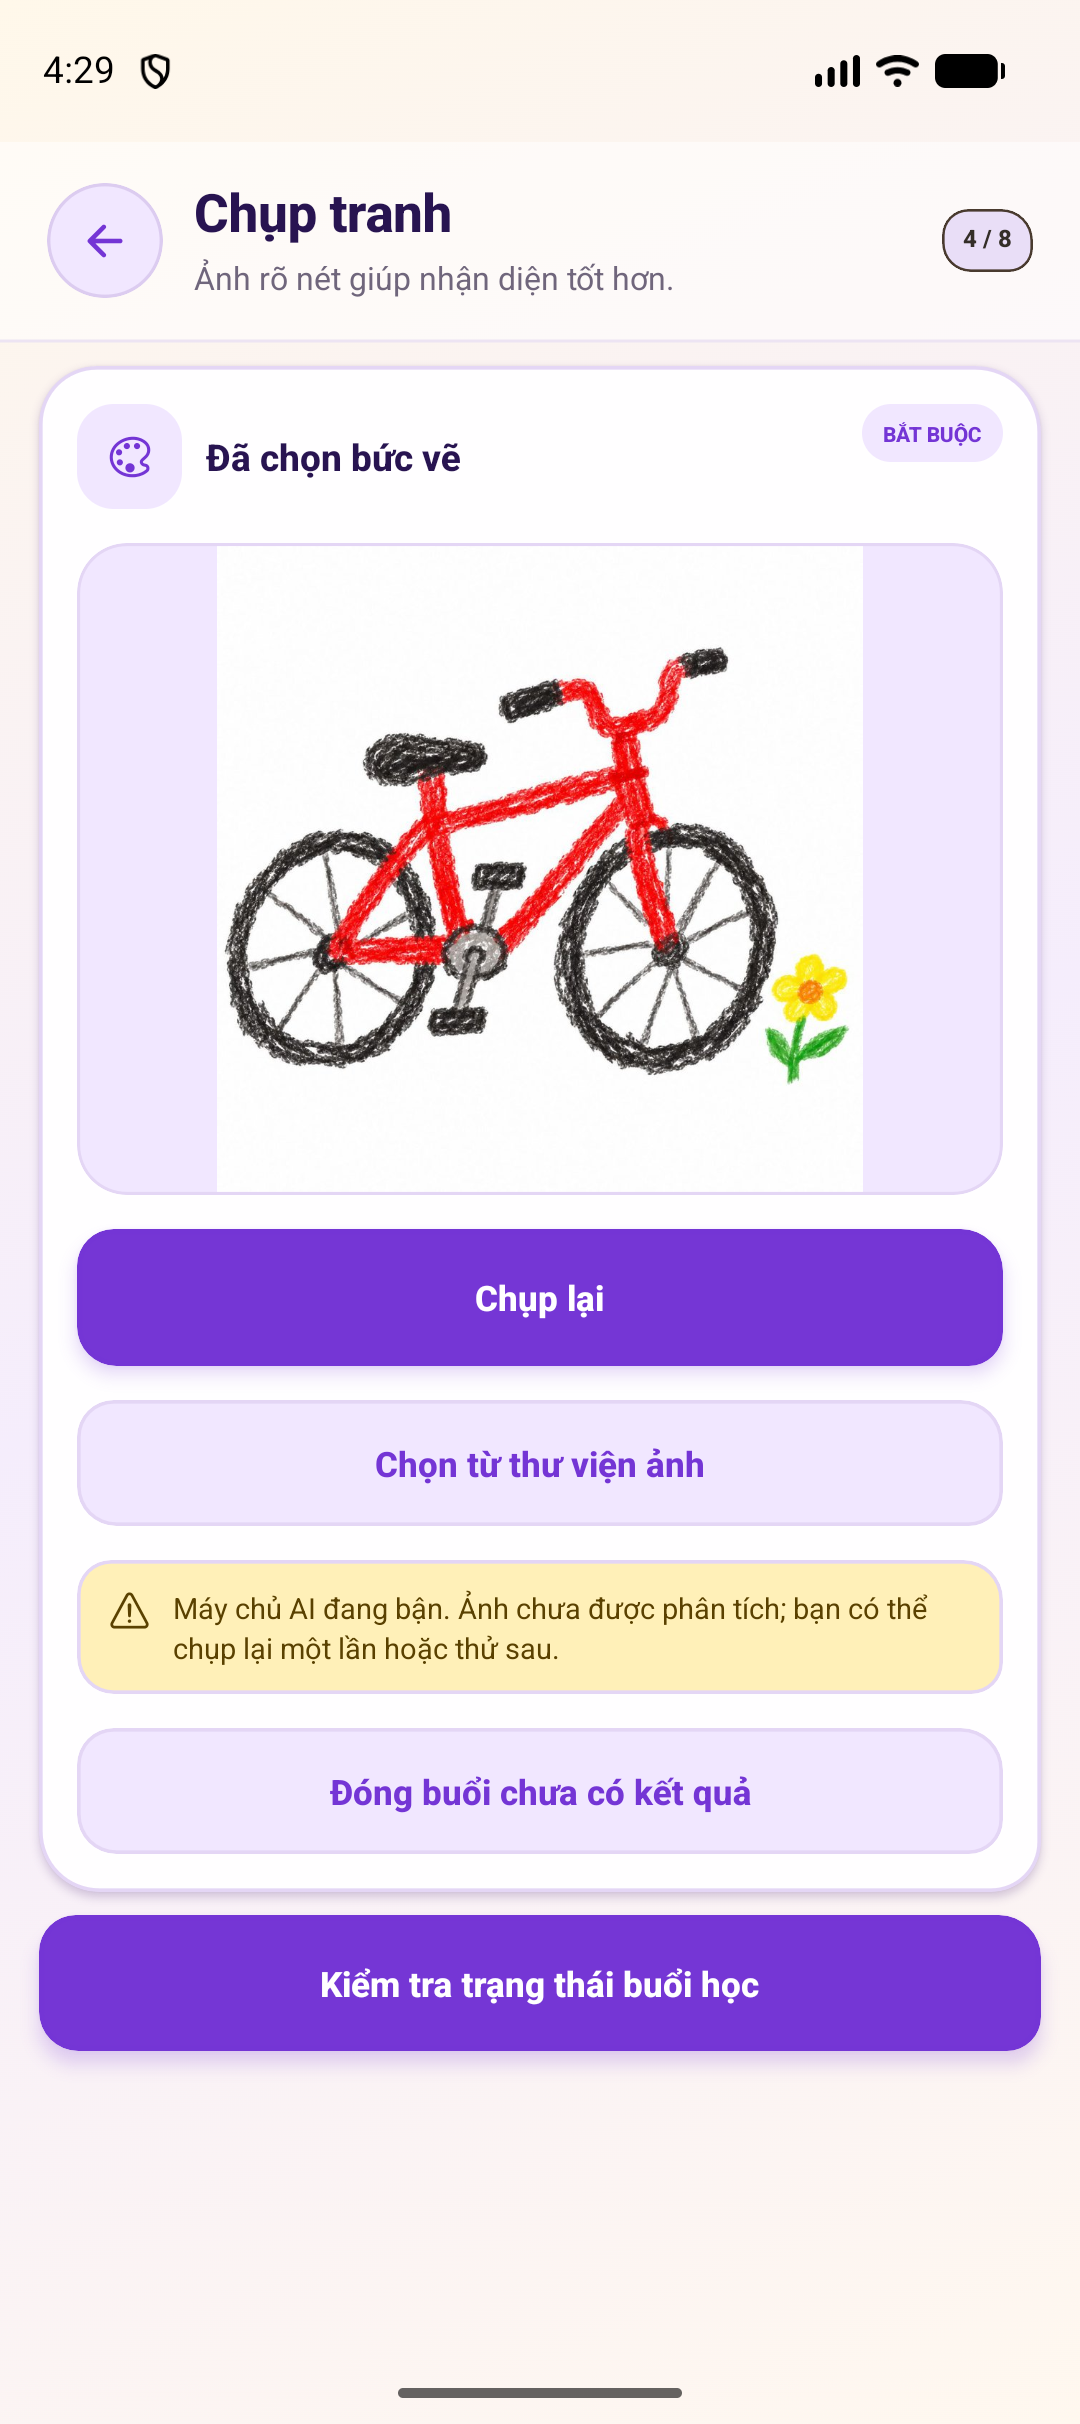 4:29
Chụp tranh
Ảnh rõ nét giúp nhận diện tốt hơn.
4 / 8
Đã chọn bức vẽ
BẮT BUỘC
Chụp lại
Chọn từ thư viện ảnh
Máy chủ AI đang bận. Ảnh chưa được phân tích; bạn có thể
chụp lại một lần hoặc thử sau.
Đóng buổi chưa có kết quả
Kiểm tra trạng thái buổi học